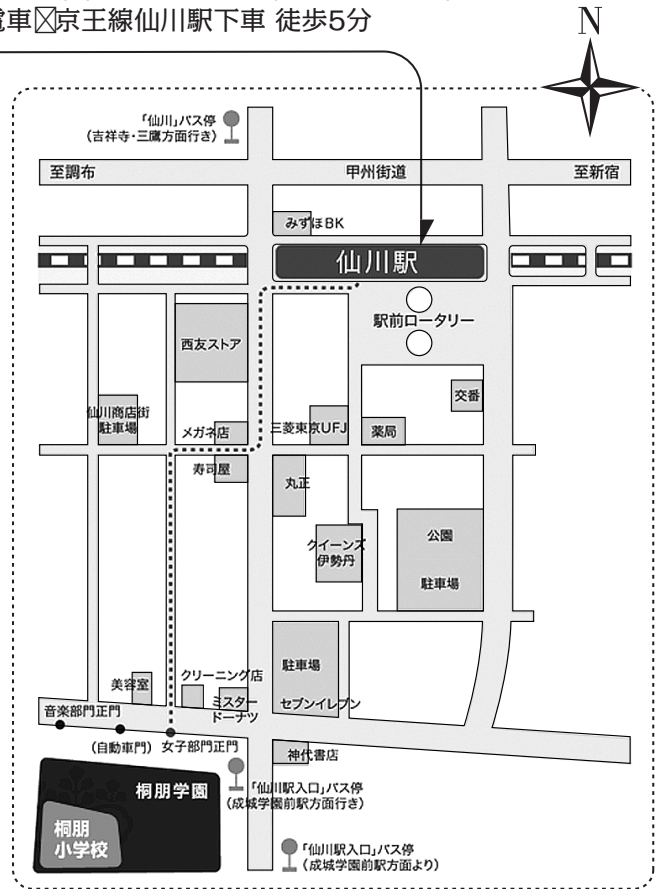 電車☒京王線仙川駅下車 徒歩5分
N
「仙川」バス停
(吉祥寺・三鷹方面行き)
至調布
甲州街道
至新宿
みずほBK
仙川駅
駅前ロータリー
西友ストア
交番
仙川商店街
駐車場
メガネ店
三菱東京UFJ
薬局
寿司屋
丸正
公園
駐車場
クイーンズ
伊勢丹
駐車場
セブンイレブン
美容室
クリーニング店
ミスター
ドーナツ
音楽部門正門
(自動車門)
女子部門正門
神代書店
桐朋学園
桐朋
小学校
「仙川駅入口」バス停
(成城学園前駅方面行き)
「仙川駅入口」バス停
(成城学園前駅方面より)